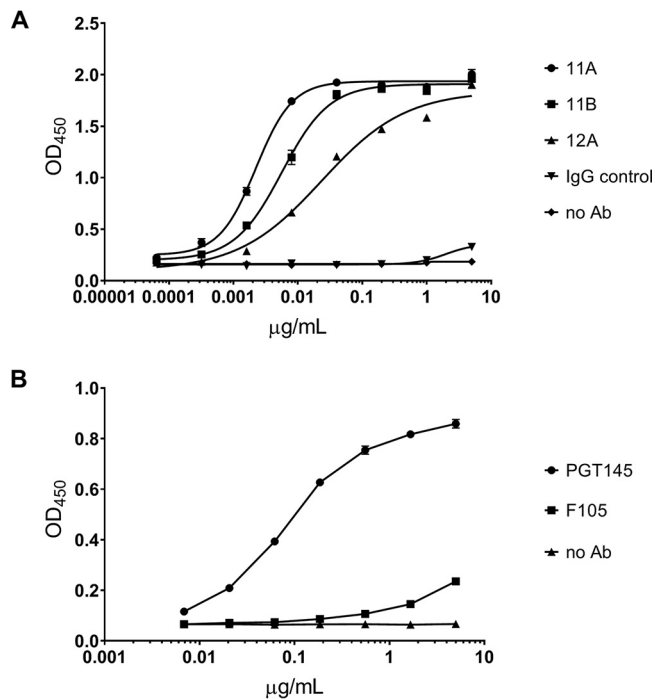 A
2.5
2.0
1.5
1.0
0.5
0.0
OD450
0.00001 0.0001 0.001 0.01 0.1 1 10
μg/mL
11A
11B
12A
IgG control
no Ab
B
1.0
0.8
0.6
0.4
0.2
0.0
OD450
0.001 0.01 0.1 1 10
μg/mL
PGT145
F105
no Ab